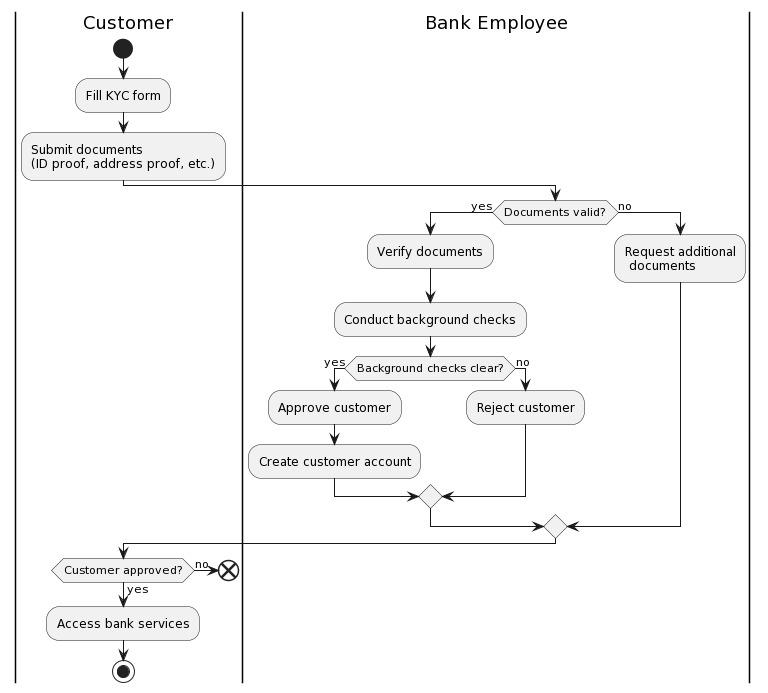 Customer
Bank Employee
Fill KYC form
Submit documents
(ID proof, address proof, etc.)
yes
Documents valid?
no
Verify documents
Request additional
documents
Conduct background checks
yes
Background checks clear?
no
Approve customer
Reject customer
Create customer account
Customer approved?
no
yes
Access bank services